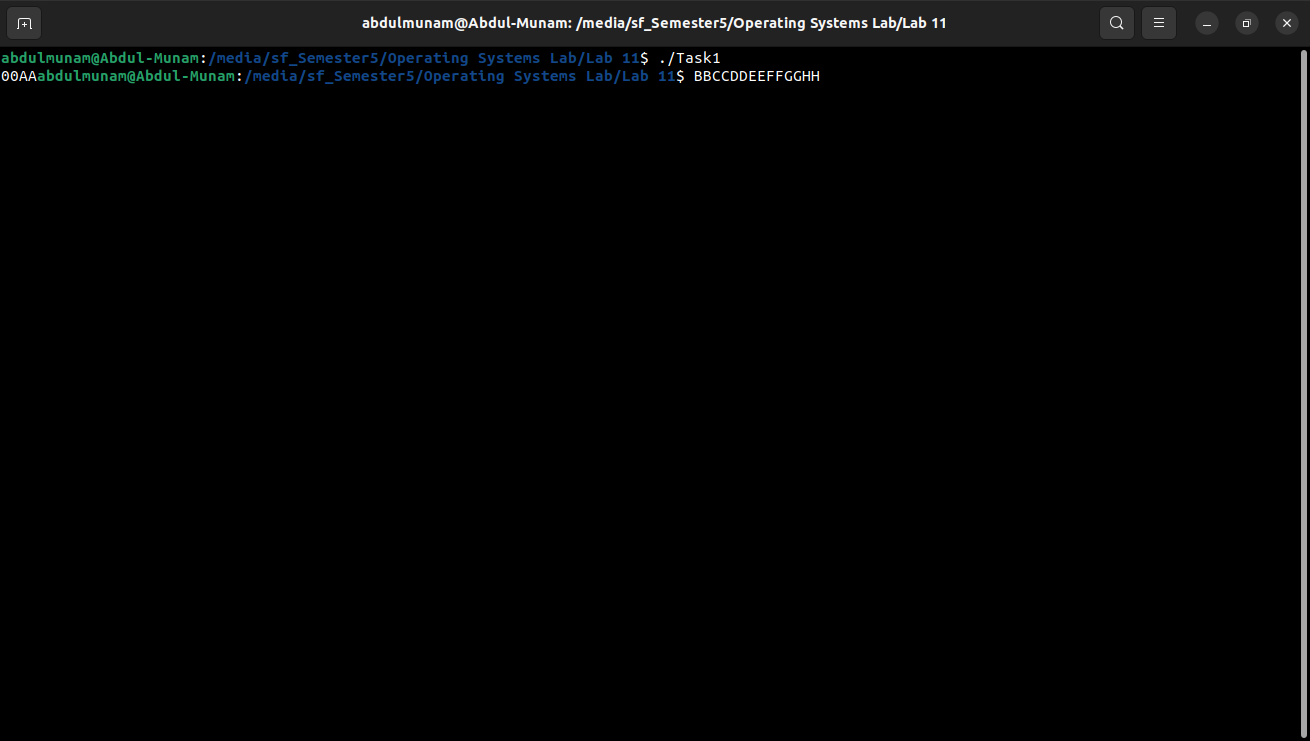 abdulmunam@Abdul-Munam: /media/sf_Semester5/Operating Systems Lab/Lab 11
abdulmunam@Abdul-Munam:/media/sf_Semester5/Operating Systems Lab/Lab 11$ ./Task1
00AAabdulmunam@Abdul-Munam:/media/sf_Semester5/Operating Systems Lab/Lab 11$ BBCCDDEEFFGGHH